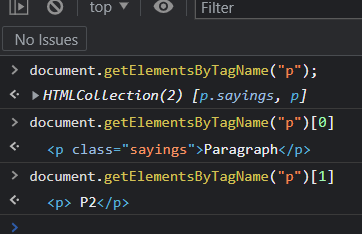 top Filter
No Issues
document.getElementsByTagName("p");
HTMLCollection(2) [p.sayings, p]
document.getElementsByTagName("p")[0]
<p class="sayings">Paragraph</p>
document.getElementsByTagName("p")[1]
<p> P2</p>